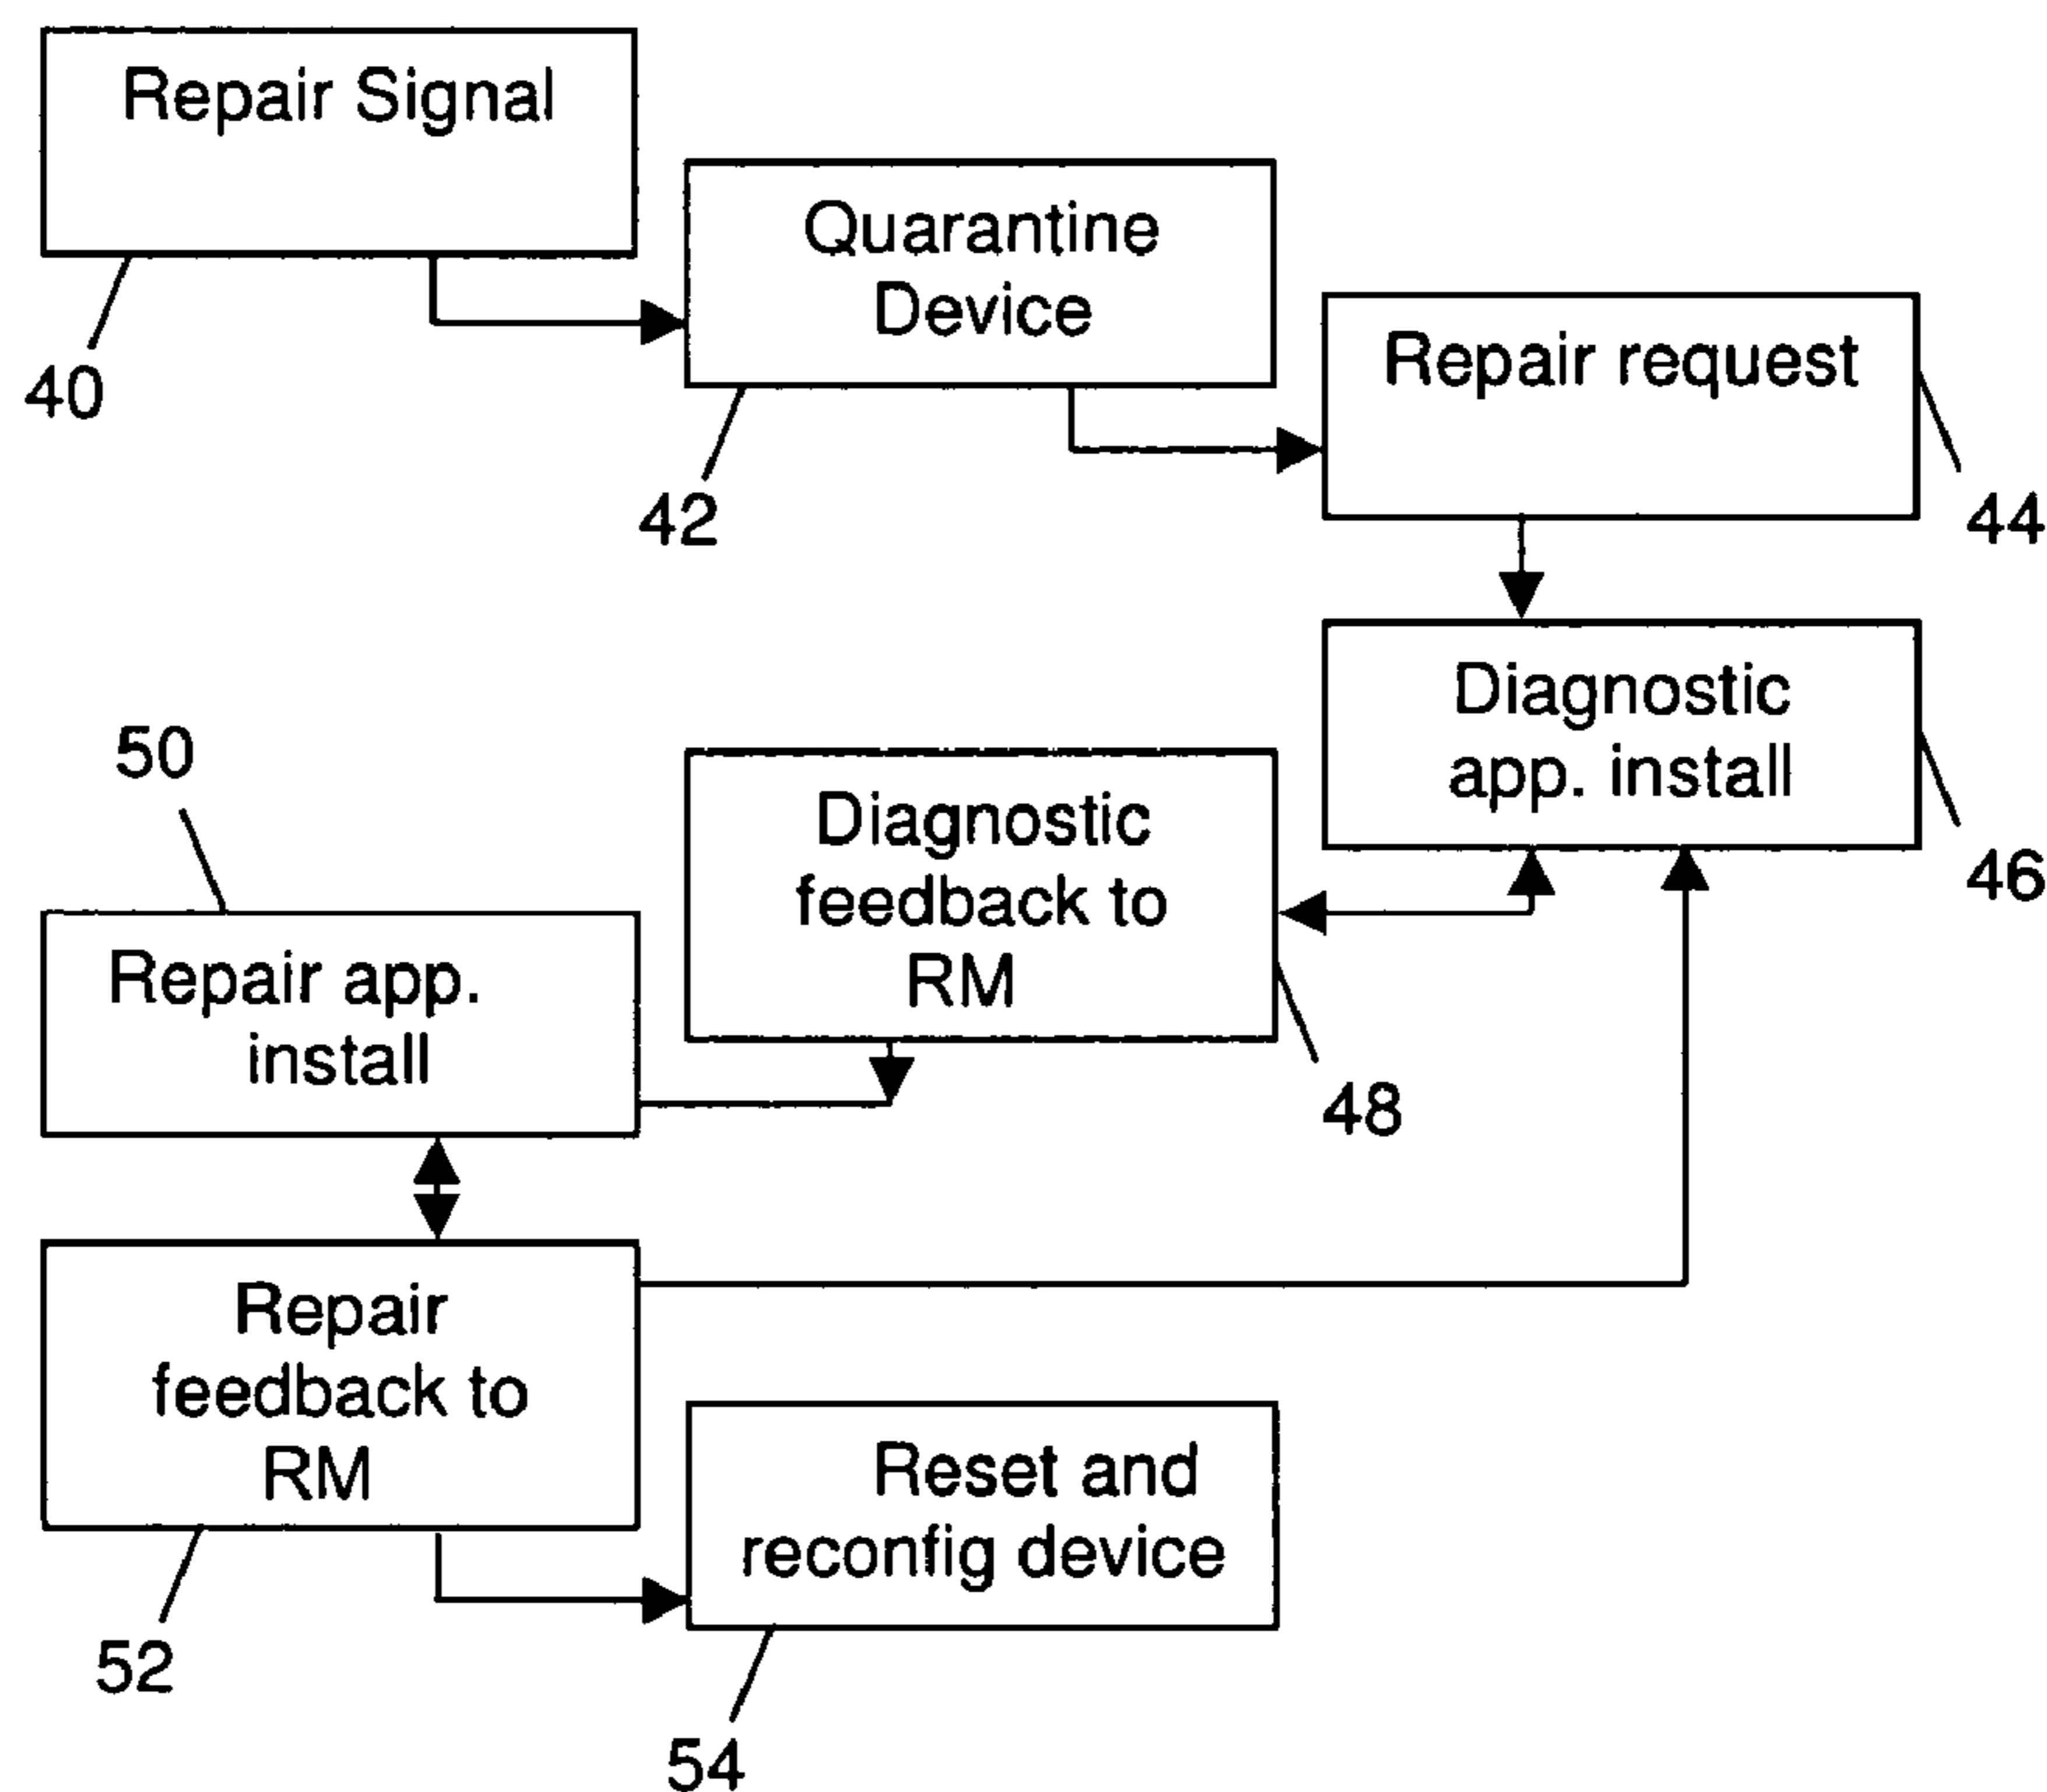 Repair Signal
40
Quarantine
Device
42
Repair request
44
Diagnostic
app. install
46
Diagnostic
feedback to
RM
48
50
Repair app.
install
Repair
feedback to
RM
52
Reset and
reconfig device
54